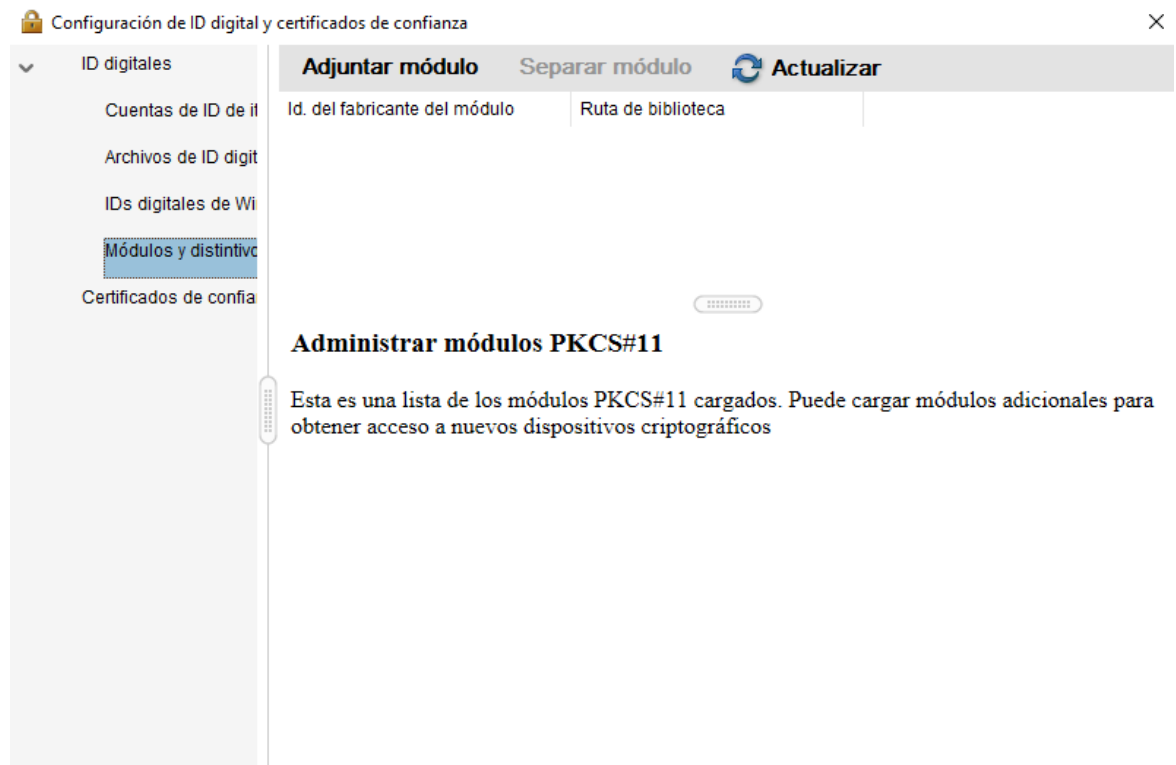 Configuración de ID digital y certificados de confianza
ID digitales
Cuentas de ID de it
Archivos de ID digit
IDs digitales de Wi
Módulos y distintivo
Certificados de confia
Adjuntar módulo Separar módulo Actualizar
Id. del fabricante del módulo Ruta de biblioteca
Administrar módulos PKCS#11
Esta es una lista de los módulos PKCS#11 cargados. Puede cargar módulos adicionales para
obtener acceso a nuevos dispositivos criptográficos